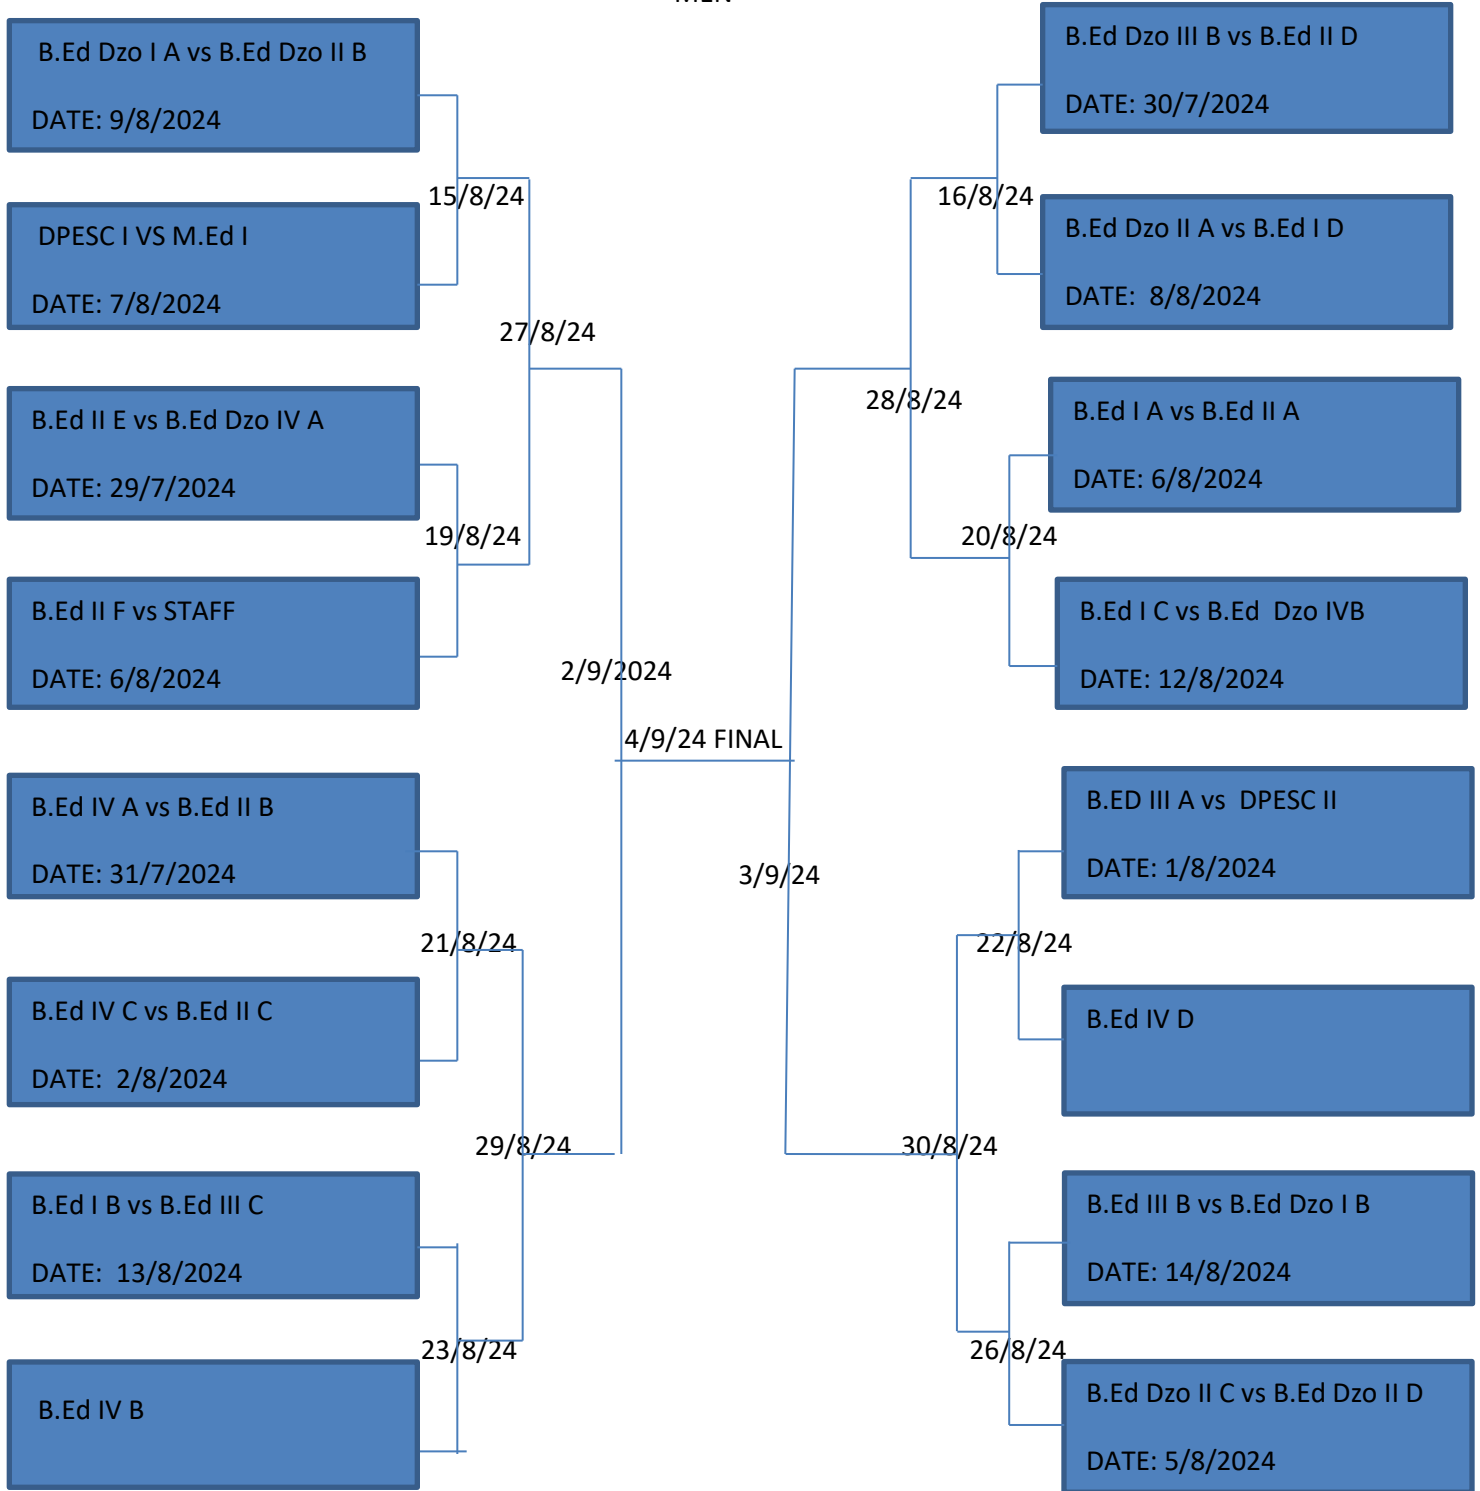 MEN
B.Ed Dzo I A vs B.Ed Dzo II B
DATE: 9/8/2024
DPESC I VS M.Ed I
DATE: 7/8/2024
B.Ed II E vs B.Ed Dzo IV A
DATE: 29/7/2024
B.Ed II F vs STAFF
DATE: 6/8/2024
B.Ed IV A vs B.Ed II B
DATE: 31/7/2024
B.Ed IV C vs B.Ed II C
DATE:  2/8/2024
B.Ed I B vs B.Ed III C
DATE:  13/8/2024
B.Ed IV B
15/8/24
19/8/24
21/8/24
23/8/24
27/8/24
29/8/24
2/9/2024
4/9/24 FINAL
3/9/24
28/8/24
30/8/24
16/8/24
20/8/24
22/8/24
26/8/24
B.Ed Dzo III B vs B.Ed II D
DATE: 30/7/2024
B.Ed Dzo II A vs B.Ed I D
DATE:  8/8/2024
B.Ed I A vs B.Ed II A
DATE: 6/8/2024
B.Ed I C vs B.Ed  Dzo IVB
DATE: 12/8/2024
B.ED III A vs  DPESC II
DATE: 1/8/2024
B.Ed IV D
B.Ed III B vs B.Ed Dzo I B
DATE: 14/8/2024
B.Ed Dzo II C vs B.Ed Dzo II D
DATE: 5/8/2024